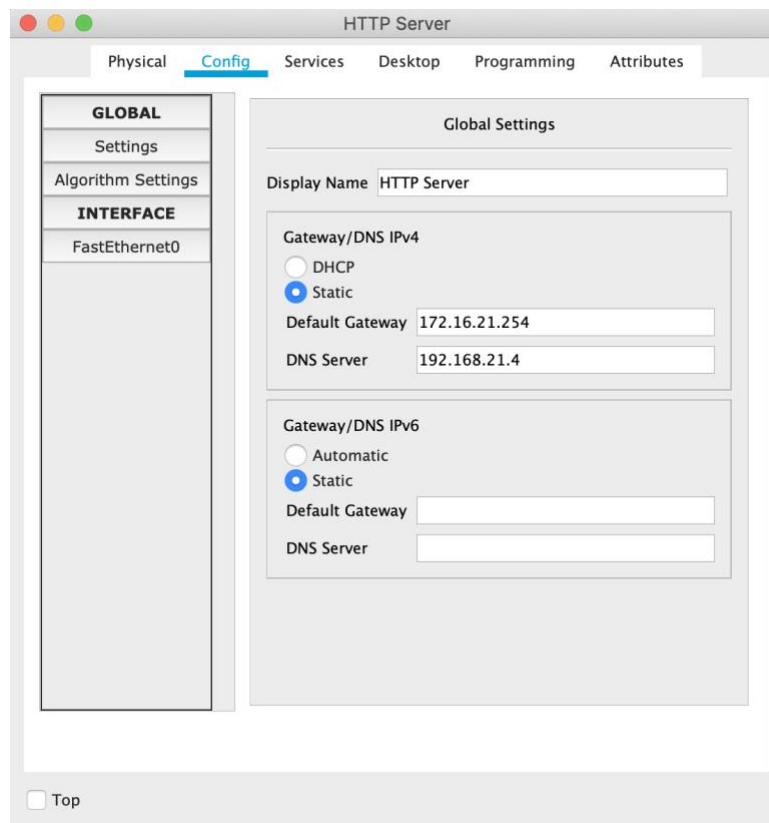 HTTP Server
Physical Config Services Desktop Programming Attributes
GLOBAL
Settings
Algorithm Settings
INTERFACE
FastEthernet0
Global Settings
Display Name HTTP Server
Gateway/DNS IPv4
DHCP
Static
Default Gateway 172.16.21.254
DNS Server 192.168.21.4
Gateway/DNS IPv6
Automatic
Static
Default Gateway
DNS Server
Top